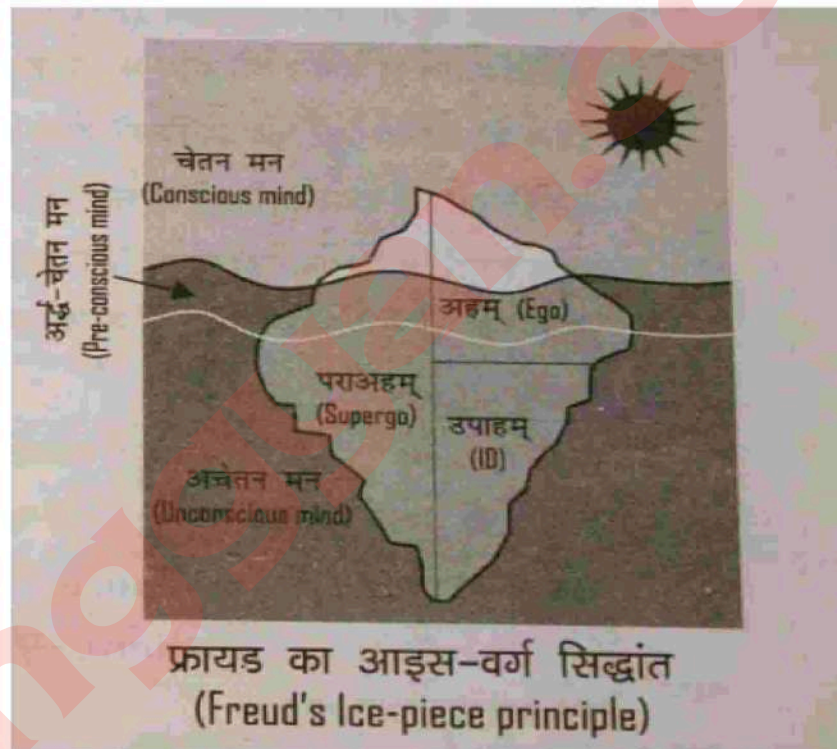 चेतन मन
(Conscious mind)
अर्द्ध-चेतन मन
(Pre-conscious mind)
अहम् (Ego)
पराअहम्
(Supergo)
उपाहम्
(ID)
अचेतन मन
(Unconscious mind)
फ्रायड का आइस-वर्ग सिद्धांत
(Freud's Ice-piece principle)